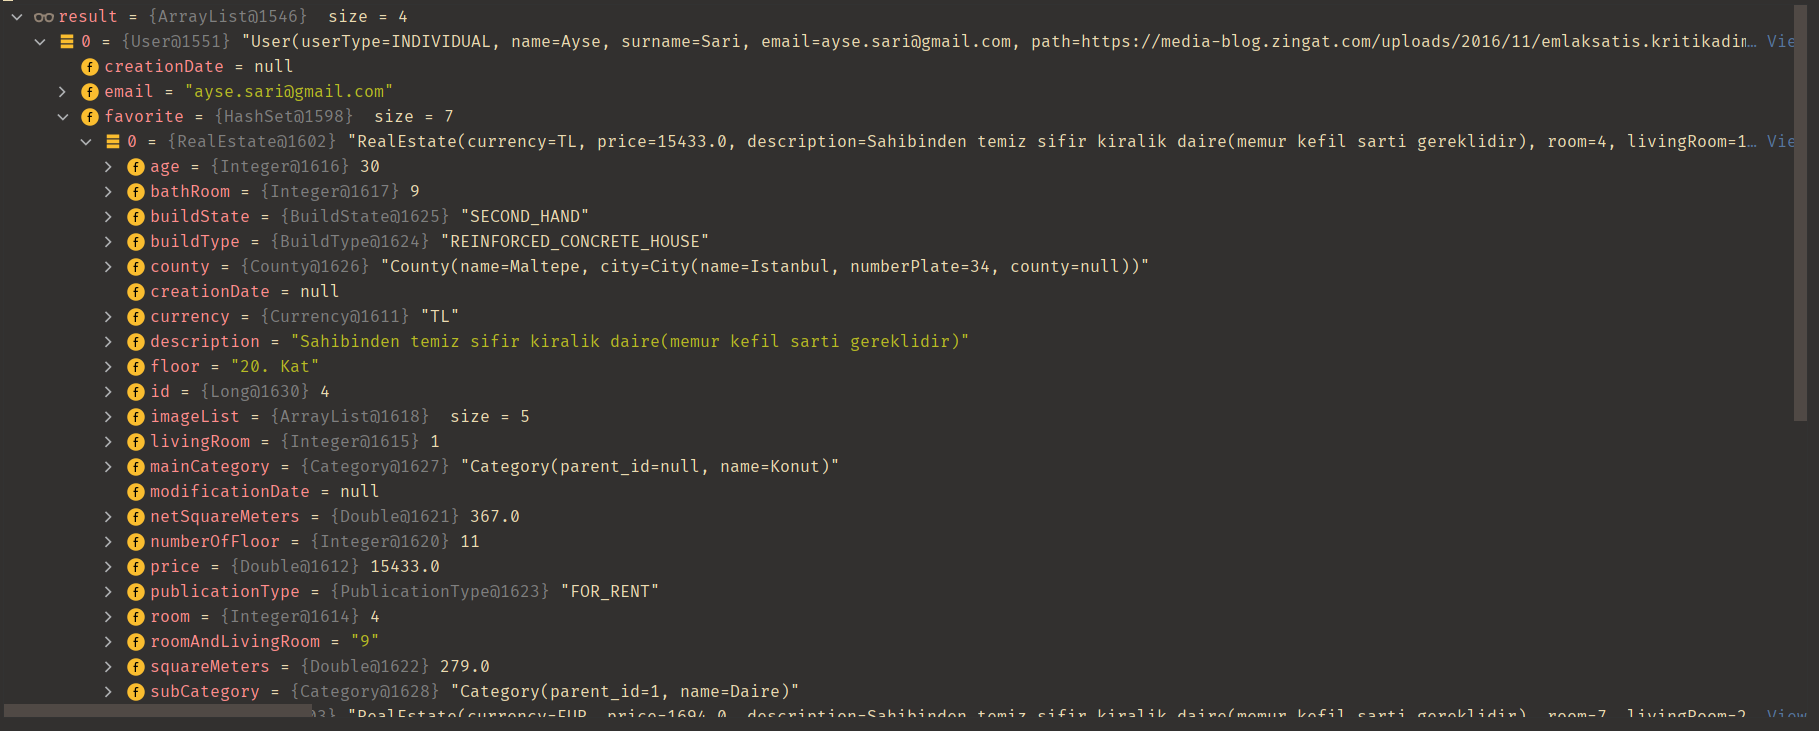 result = {ArrayList@1546} size = 4
0 = {User@1551} "User(userType=INDIVIDUAL, name=Ayse, surname=Sari, email=ayse.sari@gmail.com, path=https://media-blog.zingat.com/uploads/2016/11/emlaksatis.kritikadin… Vie
f creationDate = null
f email = "ayse.sari@gmail.com"
f favorite = {HashSet@1598} size = 7
0 = {RealEstate@1602} "RealEstate(currency=TL, price=15433.0, description=Sahibinden temiz sifir kiralik daire(memur kefil sarti gereklidir), room=4, livingRoom=1… Vie
f age = {Integer@1616} 30
f bathRoom = {Integer@1617} 9
f buildState = {BuildState@1625} "SECOND_HAND"
f buildType = {BuildType@1624} "REINFORCED_CONCRETE_HOUSE"
f county = {County@1626} "County(name=Maltepe, city=City(name=Istanbul, numberPlate=34, county=null))"
f creationDate = null
f currency = {Currency@1611} "TL"
f description = "Sahibinden temiz sifir kiralik daire(memur kefil sarti gereklidir)"
f floor = "20. Kat"
f id = {Long@1630} 4
f imageList = {ArrayList@1618} size = 5
f livingRoom = {Integer@1615} 1
f mainCategory = {Category@1627} "Category(parent_id=null, name=Konut)"
f modificationDate = null
f netSquareMeters = {Double@1621} 367.0
f numberOfFloor = {Integer@1620} 11
f price = {Double@1612} 15433.0
f publicationType = {PublicationType@1623} "FOR_RENT"
f room = {Integer@1614} 4
f roomAndLivingRoom = "9"
f squareMeters = {Double@1622} 279.0
f subCategory = {Category@1628} "Category(parent_id=1, name=Daire)"
03} "RealEstate(currency=EUR, price=1694.0, description=Sahibinden temiz sifir kiralik daire(memur kefil sarti gereklidir), room=7, livingRoom=2… View